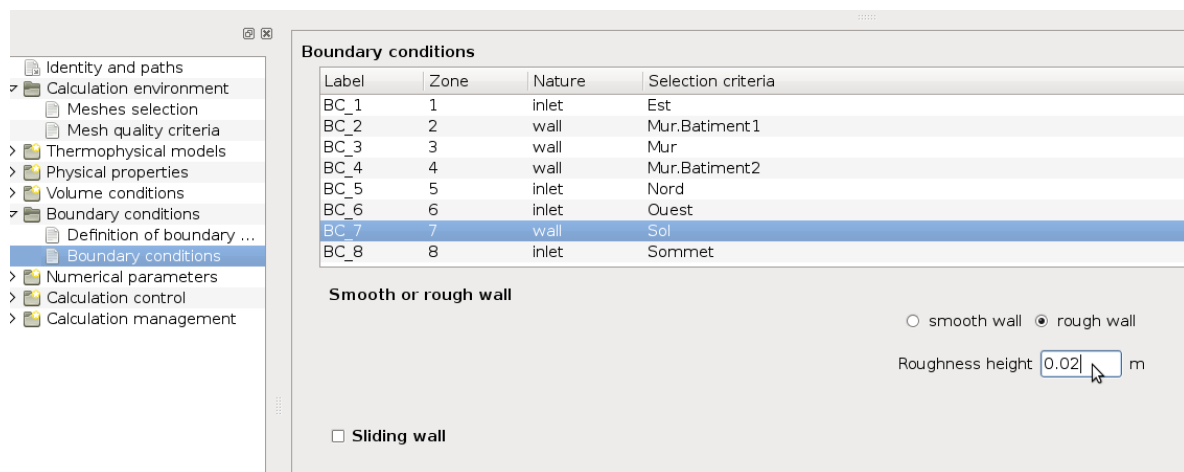 Identity and paths
Calculation environment
Meshes selection
Mesh quality criteria
Thermophysical models
Physical properties
Volume conditions
Boundary conditions
Definition of boundary ...
Boundary conditions
Numerical parameters
Calculation control
Calculation management
Boundary conditions
Label Zone Nature Selection criteria
BC_1 1 inlet Est
BC_2 2 wall Mur.Batiment1
BC_3 3 wall Mur
BC_4 4 wall Mur.Batiment2
BC_5 5 inlet Nord
BC_6 6 inlet Ouest
BC_7 7 wall Sol
BC_8 8 inlet Sommet
Smooth or rough wall
smooth wall rough wall
Roughness height 0.02 m
Sliding wall